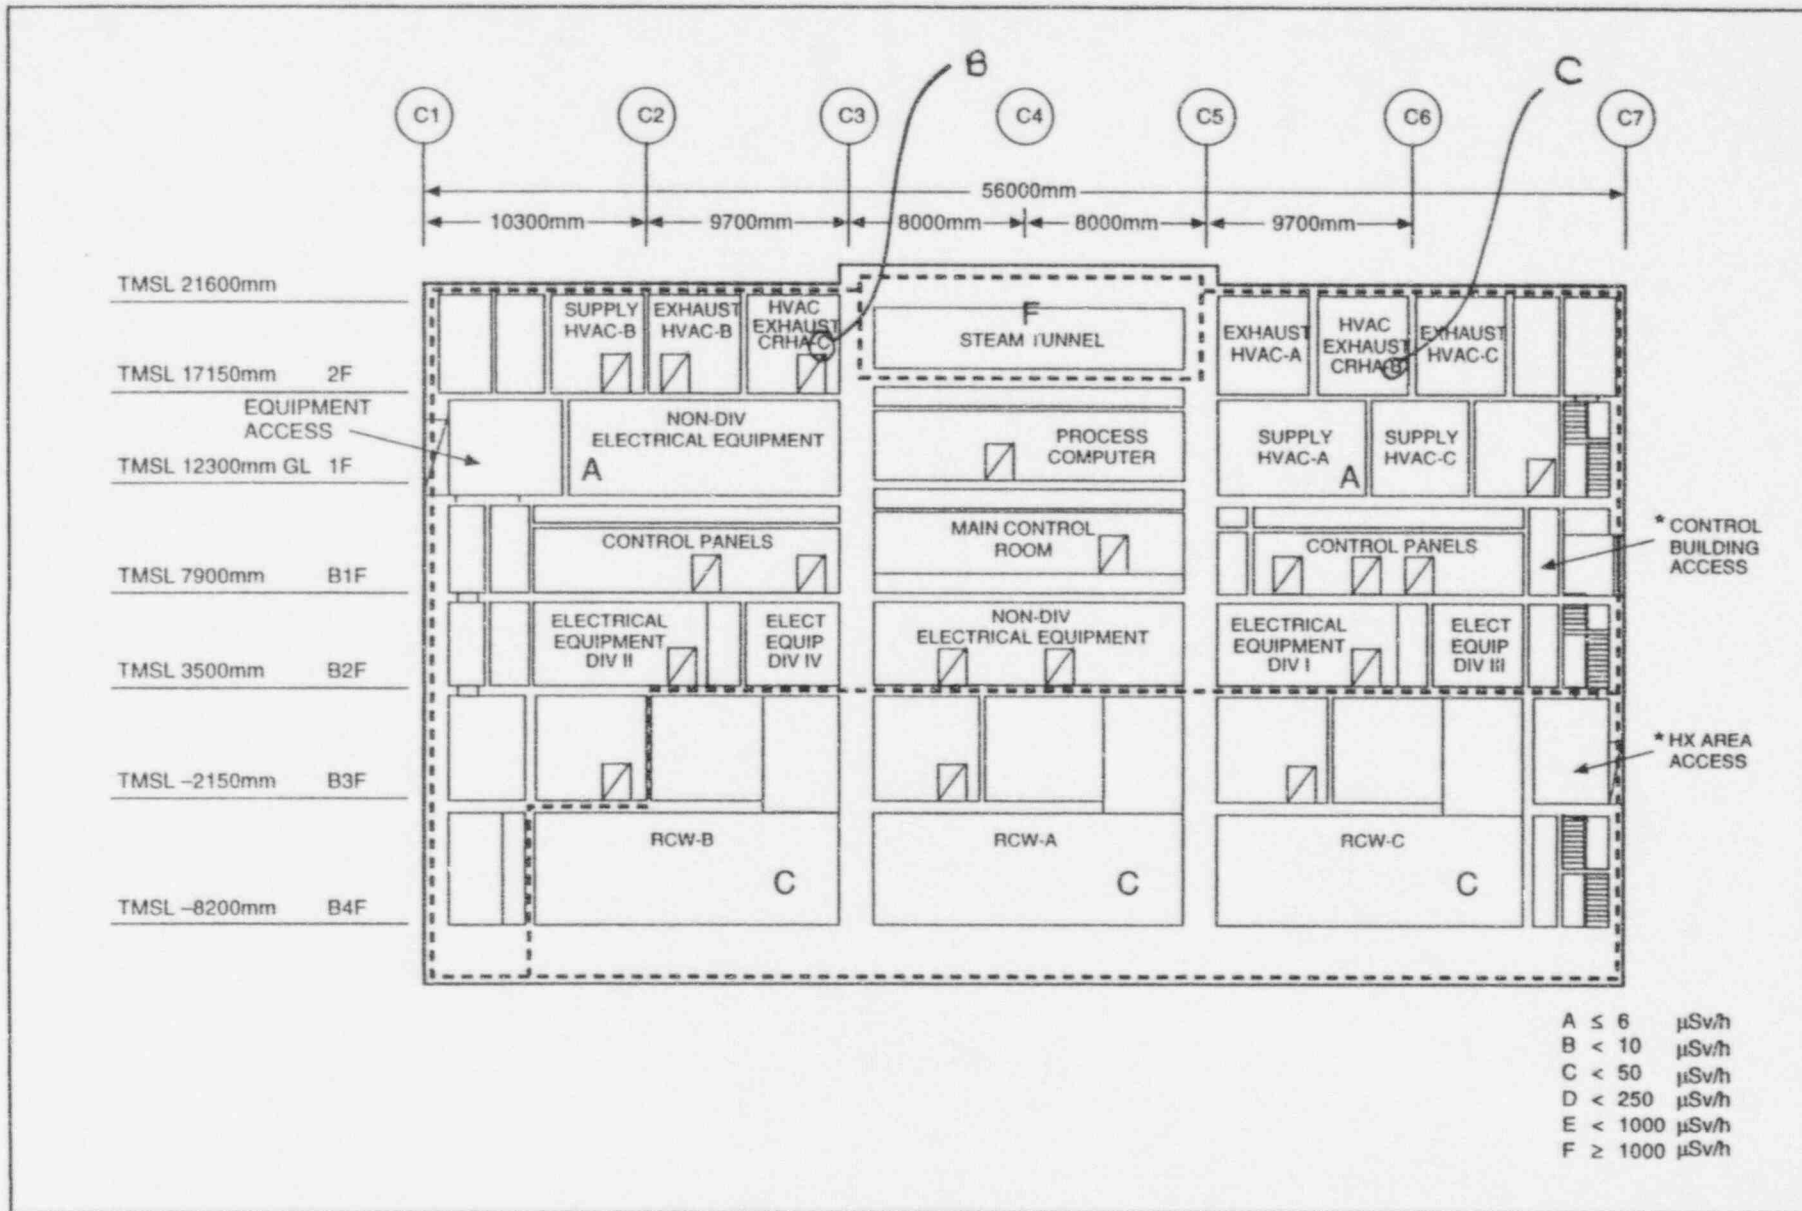 B
C
C1
C2
C3
C4
C5
C6
C7
56000mm
10300mm
9700mm
8000mm
8000mm
9700mm
TMSL 21600mm
SUPPLY
HVAC-B
EXHAUST
HVAC-B
HVAC
EXHAUST
CRHA-C
F
STEAM TUNNEL
EXHAUST
HVAC-A
HVAC
EXHAUST
CRHA-B
EXHAUST
HVAC-C
TMSL 17150mm 2F
EQUIPMENT
ACCESS
NON-DIV
ELECTRICAL EQUIPMENT
A
PROCESS
COMPUTER
SUPPLY
HVAC-A
A
SUPPLY
HVAC-C
TMSL 12300mm GL 1F
CONTROL PANELS
MAIN CONTROL
ROOM
CONTROL PANELS
* CONTROL
BUILDING
ACCESS
TMSL 7900mm B1F
ELECTRICAL
EQUIPMENT
DIV II
ELECT
EQUIP
DIV IV
NON-DIV
ELECTRICAL EQUIPMENT
ELECTRICAL
EQUIPMENT
DIV I
ELECT
EQUIP
DIV III
TMSL 3500mm B2F
* HX AREA
ACCESS
TMSL –2150mm B3F
RCW-B
C
RCW-A
C
RCW-C
C
TMSL –8200mm B4F
A ≤ 6 µSv/h
B < 10 µSv/h
C < 50 µSv/h
D < 250 µSv/h
E < 1000 µSv/h
F ≥ 1000 µSv/h